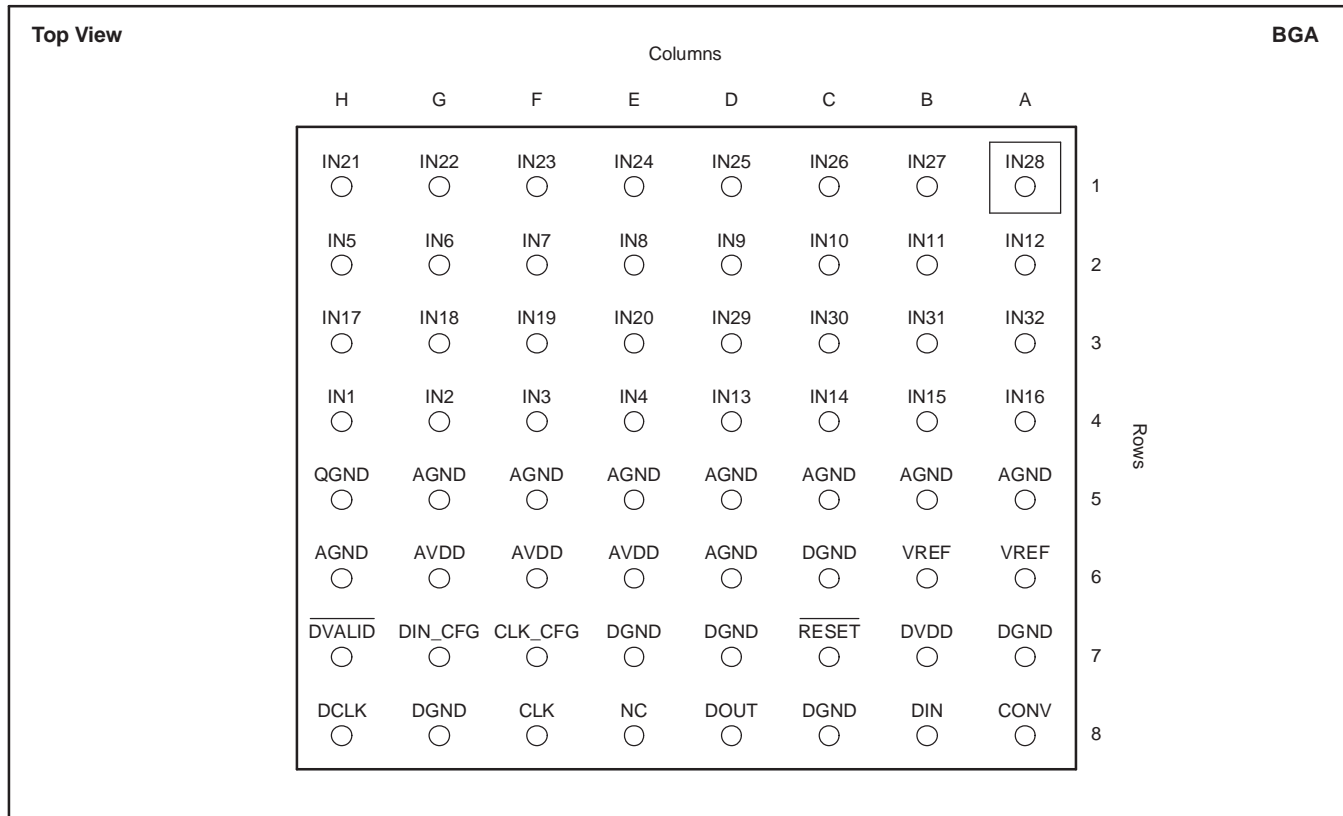 Top View BGA
Columns
H G F E D C B A
IN21 IN22 IN23 IN24 IN25 IN26 IN27 IN28
1
IN5 IN6 IN7 IN8 IN9 IN10 IN11 IN12
2
IN17 IN18 IN19 IN20 IN29 IN30 IN31 IN32
3
IN1 IN2 IN3 IN4 IN13 IN14 IN15 IN16
4
Rows
QGND AGND AGND AGND AGND AGND AGND AGND
5
AGND AVDD AVDD AVDD AGND DGND VREF VREF
6
DVALID DIN_CFG CLK_CFG DGND DGND RESET DVDD DGND
7
DCLK DGND CLK NC DOUT DGND DIN CONV
8